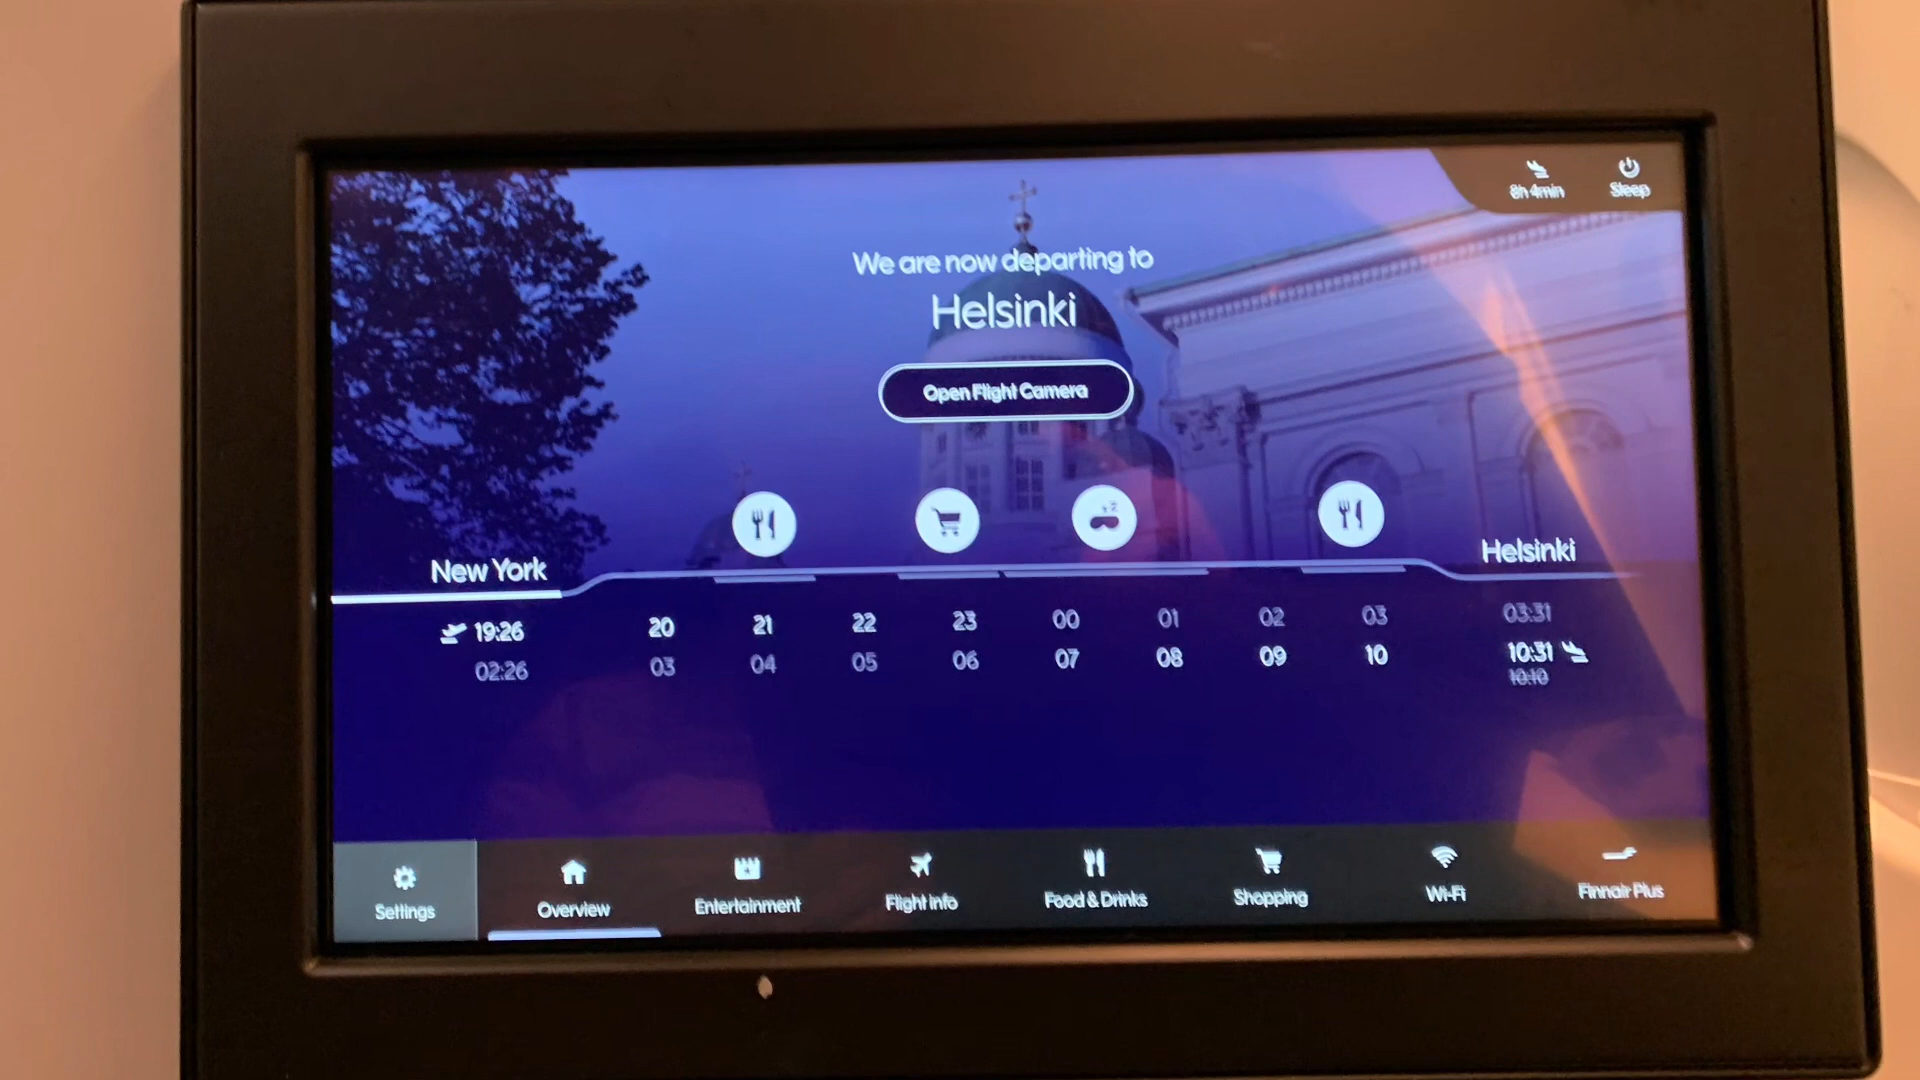 8h 4min Sleep
We are now departing to
Helsinki
Open Flight Camera
New York Helsinki
19:26 20 21 22 23 00 01 02 03 03:31
02:26 03 04 05 06 07 08 09 10 10:31
10:10
Settings Overview Entertainment Flight info Food & Drinks Shopping Wi-Fi Finnair Plus